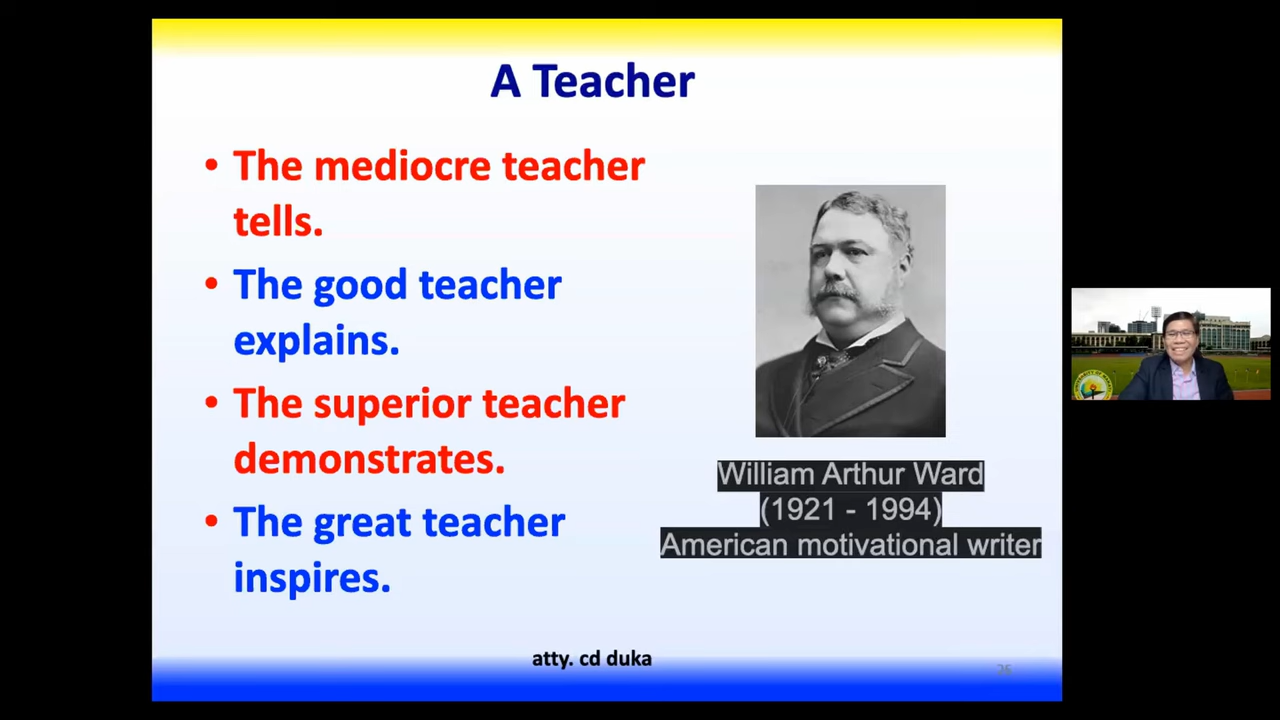 A Teacher
• The mediocre teacher
tells.
• The good teacher
explains.
• The superior teacher
demonstrates.
• The great teacher
inspires.
William Arthur Ward
(1921 - 1994)
American motivational writer
atty. cd duka